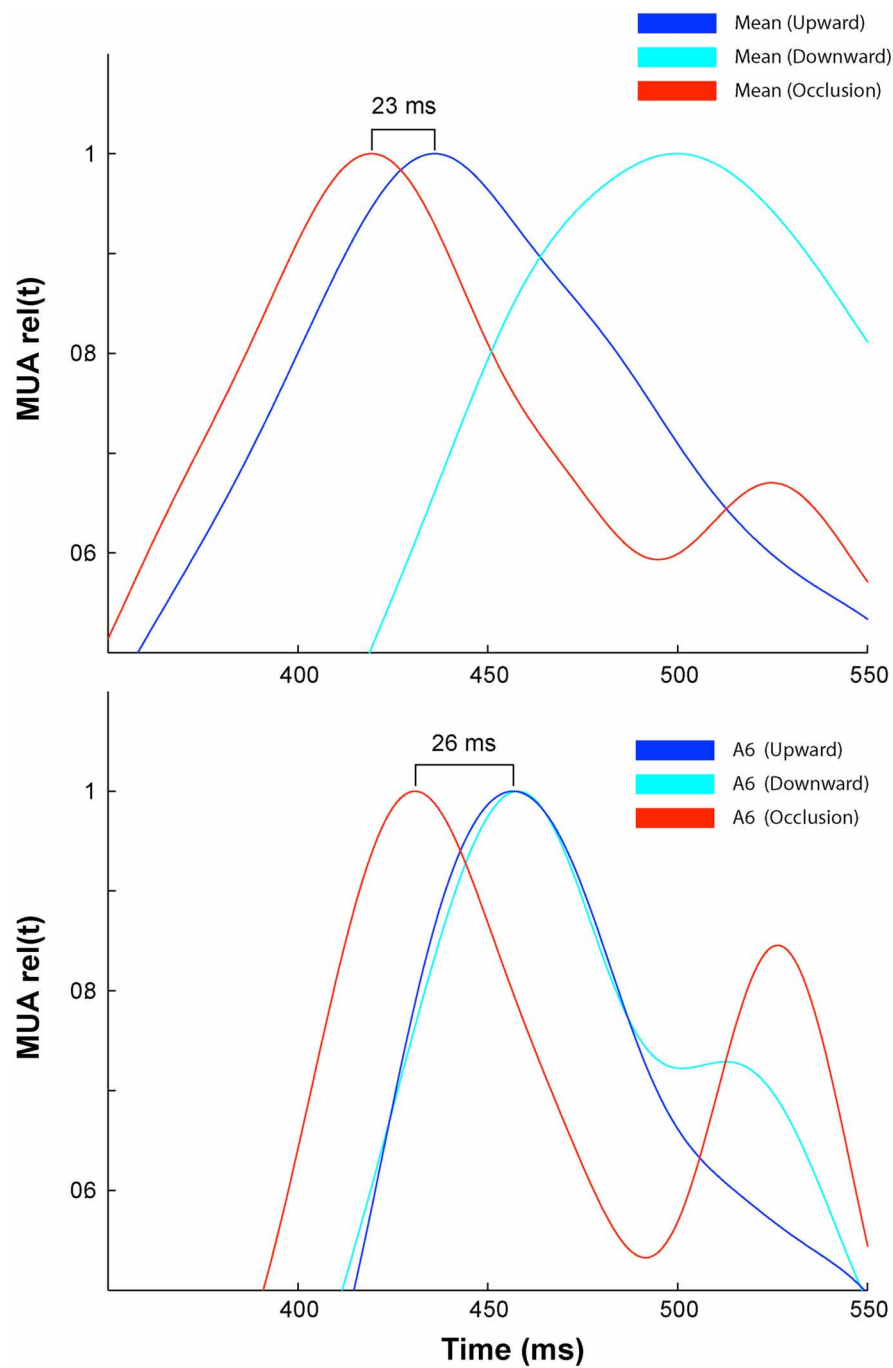 Mean (Upward)
Mean (Downward)
Mean (Occlusion)
23 ms
1
08
06
MUA rel(t)
400
450
500
550
26 ms
A6 (Upward)
A6 (Downward)
A6 (Occlusion)
1
08
06
MUA rel(t)
400
450
500
550
Time (ms)